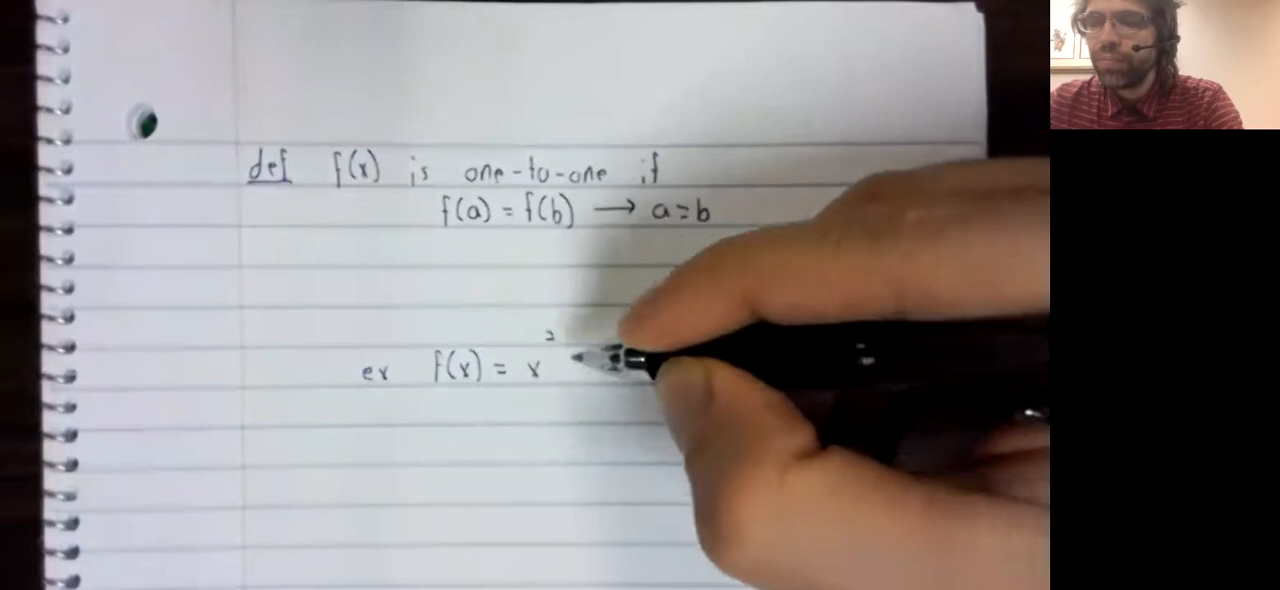 def f(x) is one-to-one if
f(a) = f(b) → a = b
ex f(x) = x²